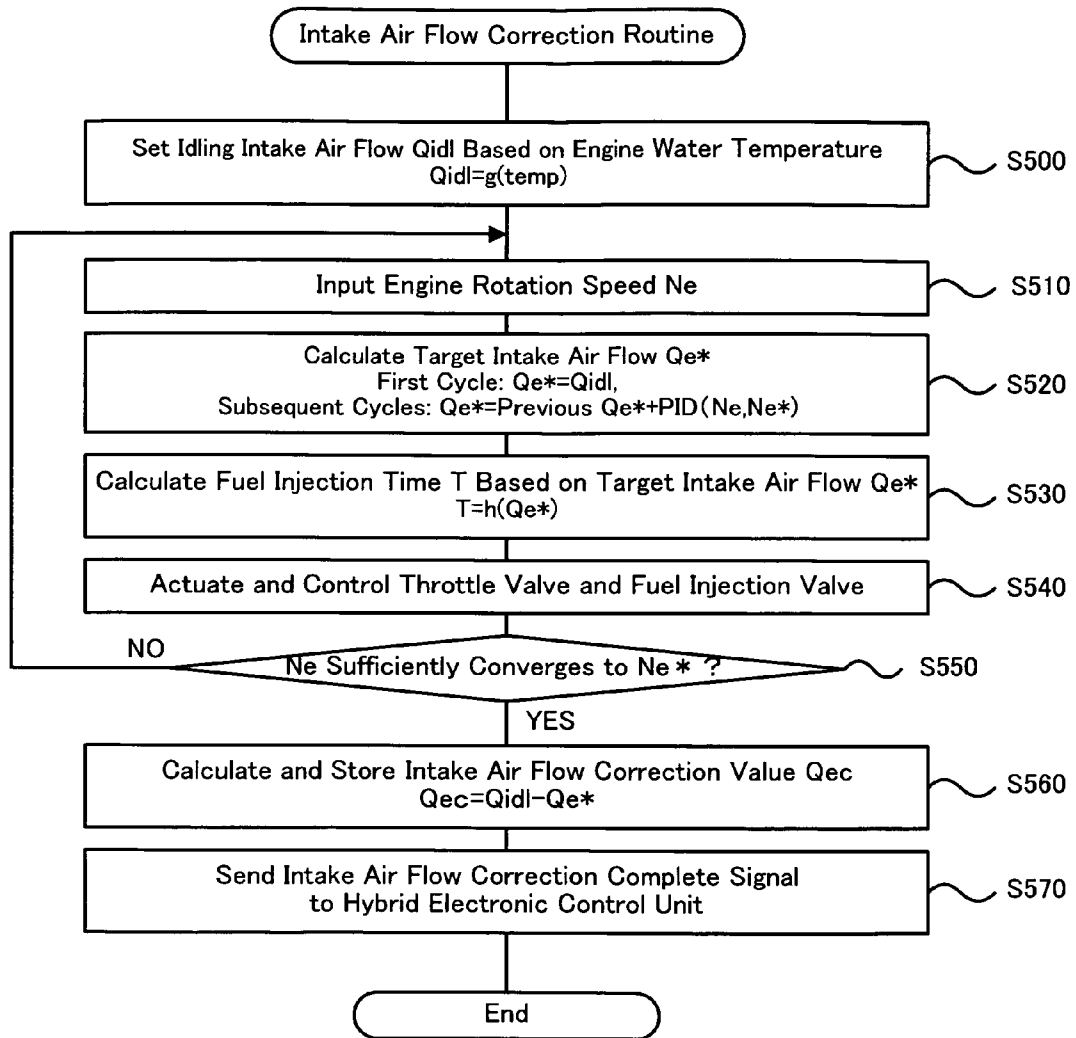 Intake Air Flow Correction Routine
Set Idling Intake Air Flow Qidl Based on Engine Water Temperature
Qidl=g(temp)
S500
Input Engine Rotation Speed Ne
S510
Calculate Target Intake Air Flow Qe*
First Cycle: Qe*=Qidl,
Subsequent Cycles: Qe*=Previous Qe*+PID(Ne,Ne*)
S520
Calculate Fuel Injection Time T Based on Target Intake Air Flow Qe*
T=h(Qe*)
S530
Actuate and Control Throttle Valve and Fuel Injection Valve
S540
NO
Ne Sufficiently Converges to Ne*?
S550
YES
Calculate and Store Intake Air Flow Correction Value Qec
Qec=Qidl-Qe*
S560
Send Intake Air Flow Correction Complete Signal
to Hybrid Electronic Control Unit
S570
End